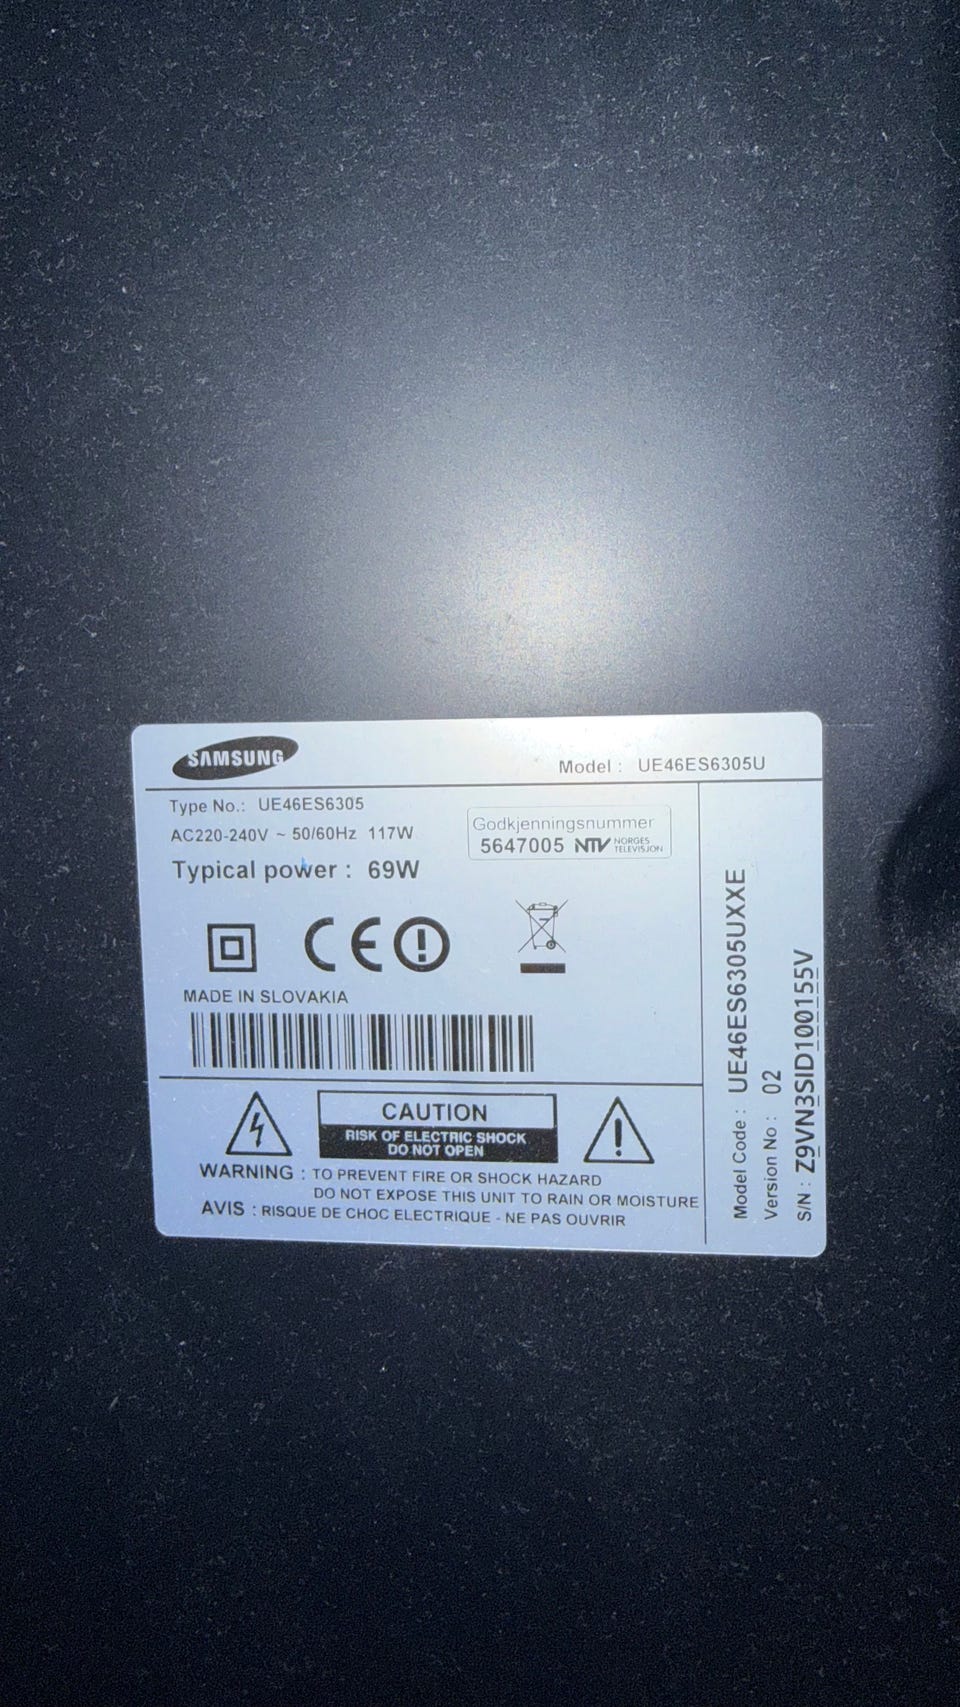 SAMSUNG
Model : UE46ES6305U
Type No.: UE46ES6305
AC220-240V ~ 50/60Hz 117W
Typical power : 69W
Godkjenningsnummer
5647005 NTV NORGES TELEVISJON
CE
MADE IN SLOVAKIA
CAUTION
RISK OF ELECTRIC SHOCK
DO NOT OPEN
WARNING : TO PREVENT FIRE OR SHOCK HAZARD
DO NOT EXPOSE THIS UNIT TO RAIN OR MOISTURE
AVIS : RISQUE DE CHOC ELECTRIQUE - NE PAS OUVRIR
Model Code : UE46ES6305UXXE
Version No : 02
S/N : Z9VN3SID100155V